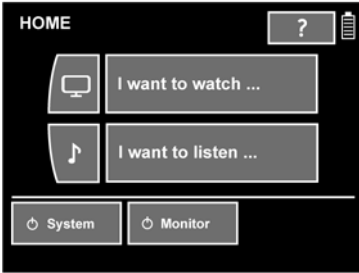 HOME
?
I want to watch ...
I want to listen ...
System
Monitor